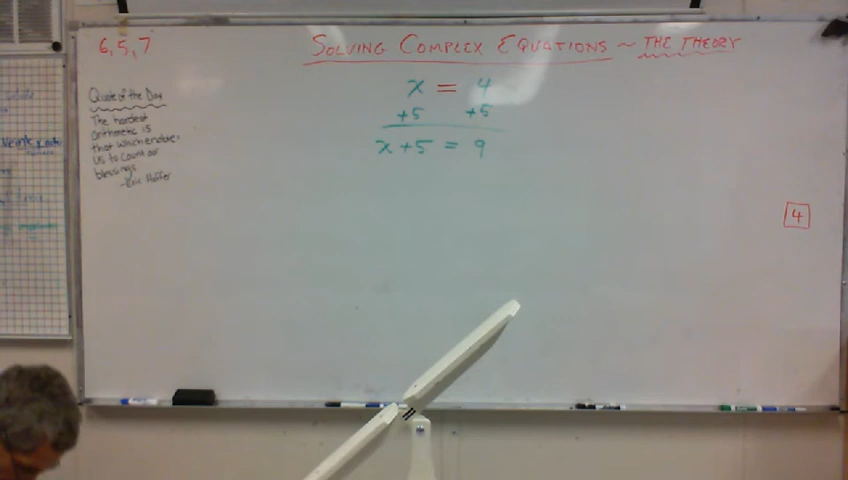 6, 5, 7
SOLVING COMPLEX EQUATIONS ~ THE THEORY
x = 4
+5 +5
x + 5 = 9
Quote of the Day
The hardest
arithmetic is
that which enables
us to count our
blessings
- Eric Hoffer
4